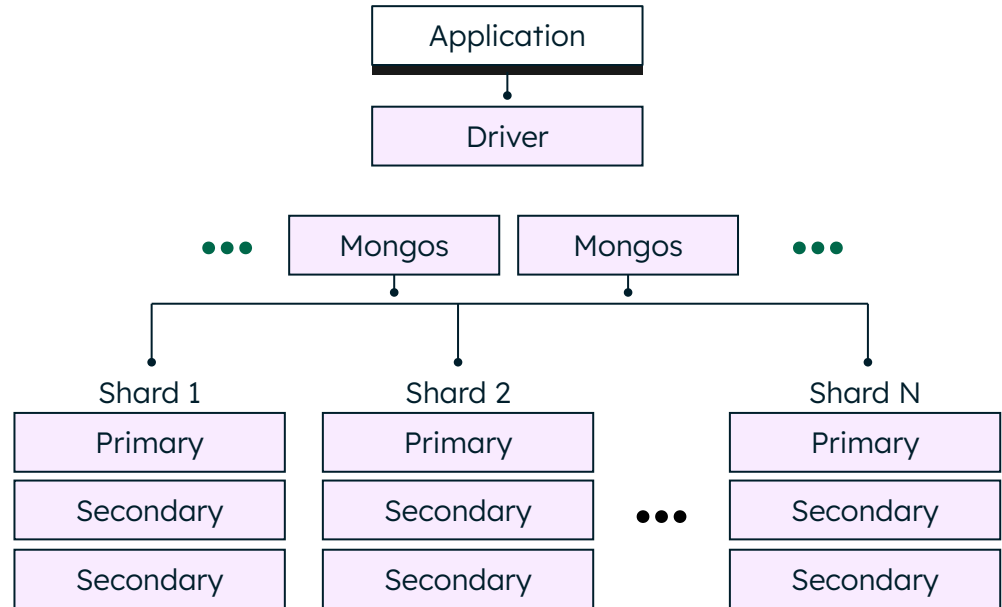 Application
Driver
Mongos Mongos
Shard 1 Shard 2 Shard N
Primary Primary Primary
Secondary Secondary Secondary
Secondary Secondary Secondary